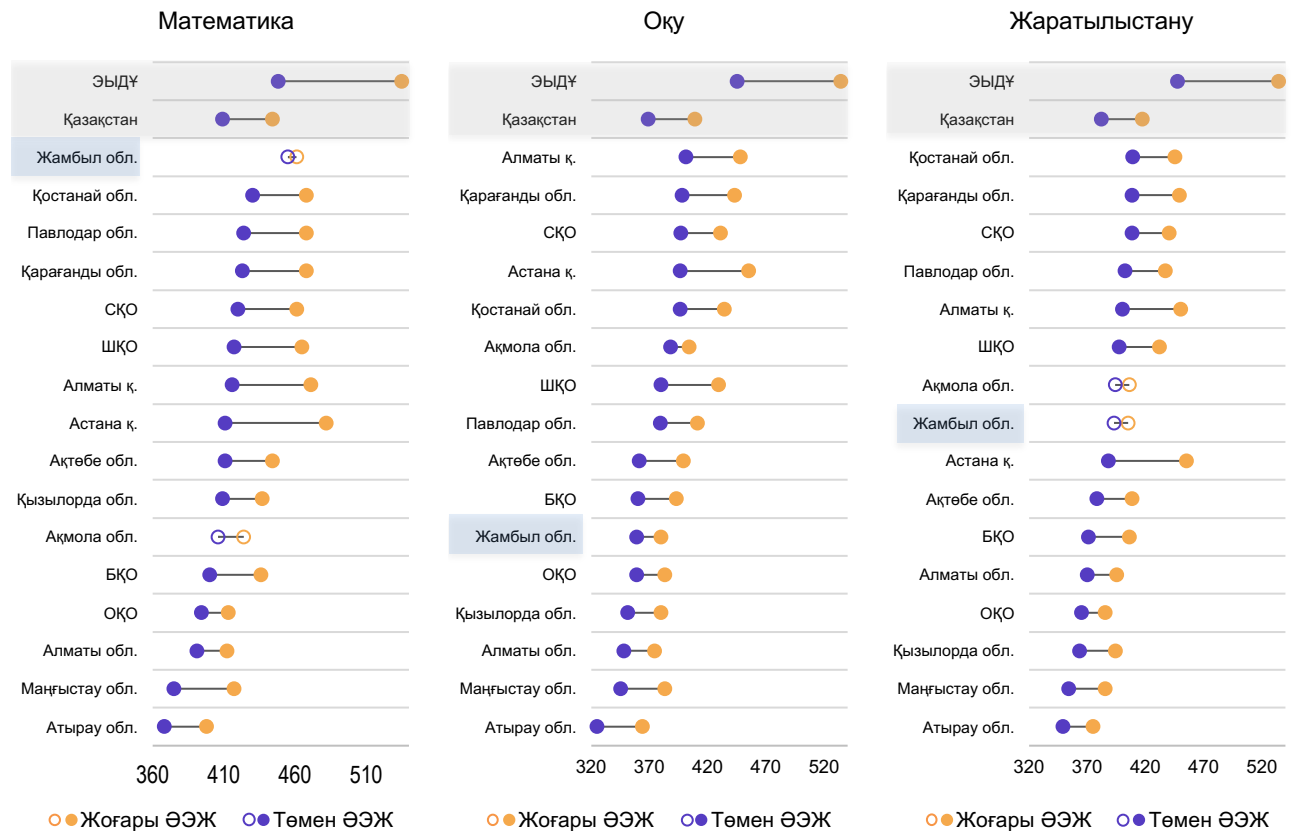 Математика
ЭЫДҰ
Қазақстан
Жамбыл обл.
Қостанай обл.
Павлодар обл.
Қарағанды обл.
СҚО
ШҚО
Алматы қ.
Астана қ.
Ақтөбе обл.
Қызылорда обл.
Ақмола обл.
БҚО
ОҚО
Алматы обл.
Маңғыстау обл.
Атырау обл.
360 410 460 510
Жоғары ӘЭЖ Төмен ӘЭЖ
Оқу
ЭЫДҰ
Қазақстан
Алматы қ.
Қарағанды обл.
СҚО
Астана қ.
Қостанай обл.
Ақмола обл.
ШҚО
Павлодар обл.
Ақтөбе обл.
БҚО
Жамбыл обл.
ОҚО
Қызылорда обл.
Алматы обл.
Маңғыстау обл.
Атырау обл.
320 370 420 470 520
Жоғары ӘЭЖ Төмен ӘЭЖ
Жаратылыстану
ЭЫДҰ
Қазақстан
Қостанай обл.
Қарағанды обл.
СҚО
Павлодар обл.
Алматы қ.
ШҚО
Ақмола обл.
Жамбыл обл.
Астана қ.
Ақтөбе обл.
БҚО
Алматы обл.
ОҚО
Қызылорда обл.
Маңғыстау обл.
Атырау обл.
320 370 420 470 520
Жоғары ӘЭЖ Төмен ӘЭЖ